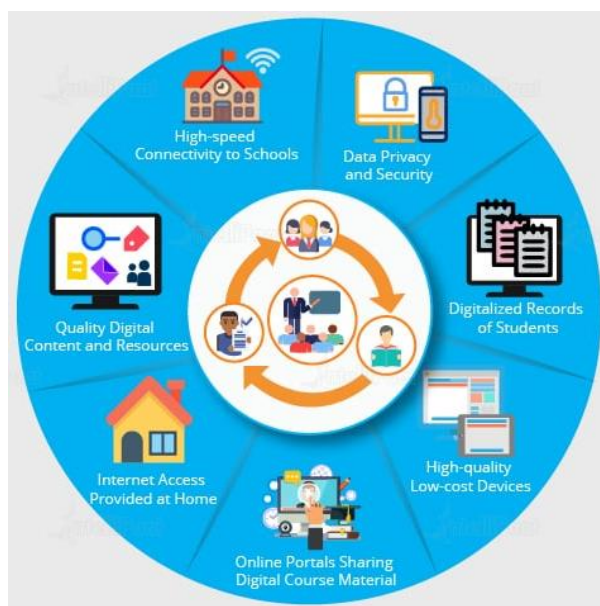 High-speed
Connectivity to Schools
Data Privacy
and Security
Digitalized Records
of Students
High-quality
Low-cost Devices
Online Portals Sharing
Digital Course Material
Internet Access
Provided at Home
Quality Digital
Content and Resources